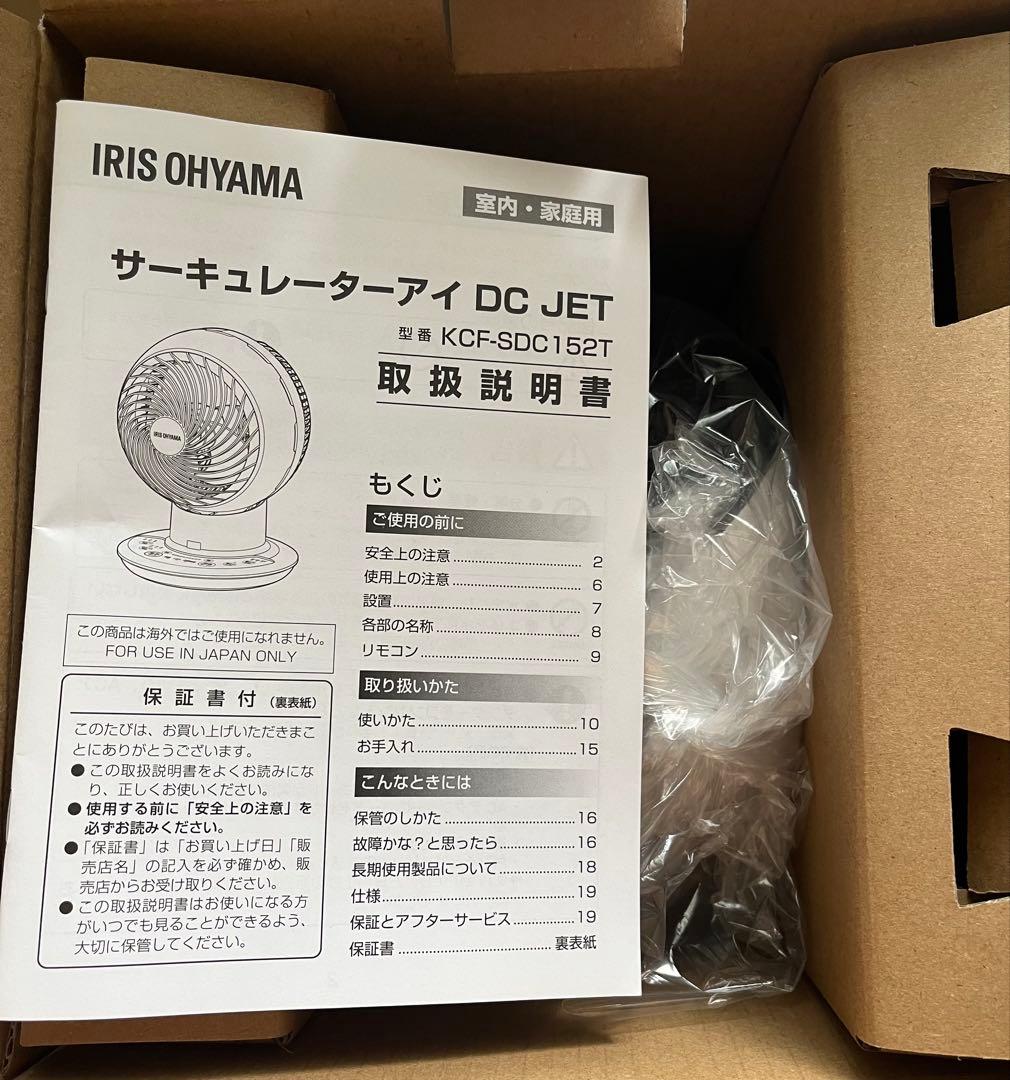 IRIS OHYAMA
室内・家庭用
サーキュレーターアイ DC JET
型番 KCF-SDC152T
取扱説明書
IRIS OHYAMA
この商品は海外ではご使用になれません。
FOR USE IN JAPAN ONLY
保証書付（裏表紙）
このたびは、お買い上げいただきまこ
とにありがとうございます。
● この取扱説明書をよくお読みにな
り、正しくお使いください。
● 使用する前に「安全上の注意」を
必ずお読みください。
● 「保証書」は「お買い上げ日」「販
売店名」の記入を必ず確かめ、販
売店からお受け取りください。
● この取扱説明書はお使いになる方
がいつでも見ることができるよう、
大切に保管してください。
もくじ
ご使用の前に
安全上の注意 2
使用上の注意 6
設置 7
各部の名称 8
リモコン 9
取り扱いかた
使いかた 10
お手入れ 15
こんなときには
保管のしかた 16
故障かな？と思ったら 16
長期使用製品について 18
仕様 19
保証とアフターサービス 19
保証書 裏表紙